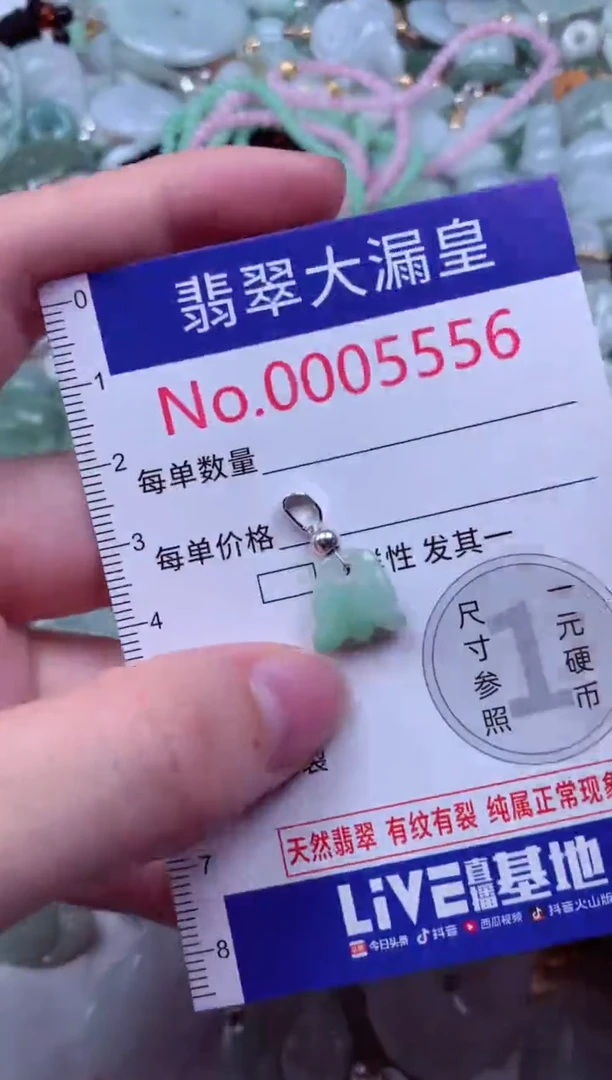 翡翠大漏皇
No.0005556
0
1
2
3
4
7
8
每单数量
每单价格
性 发其一
尺寸参照
1
一元硬币
裂
天然翡翠 有纹有裂 纯属正常现象
LiVE直播基地
今日头条 抖音 西瓜视频 抖音火山版